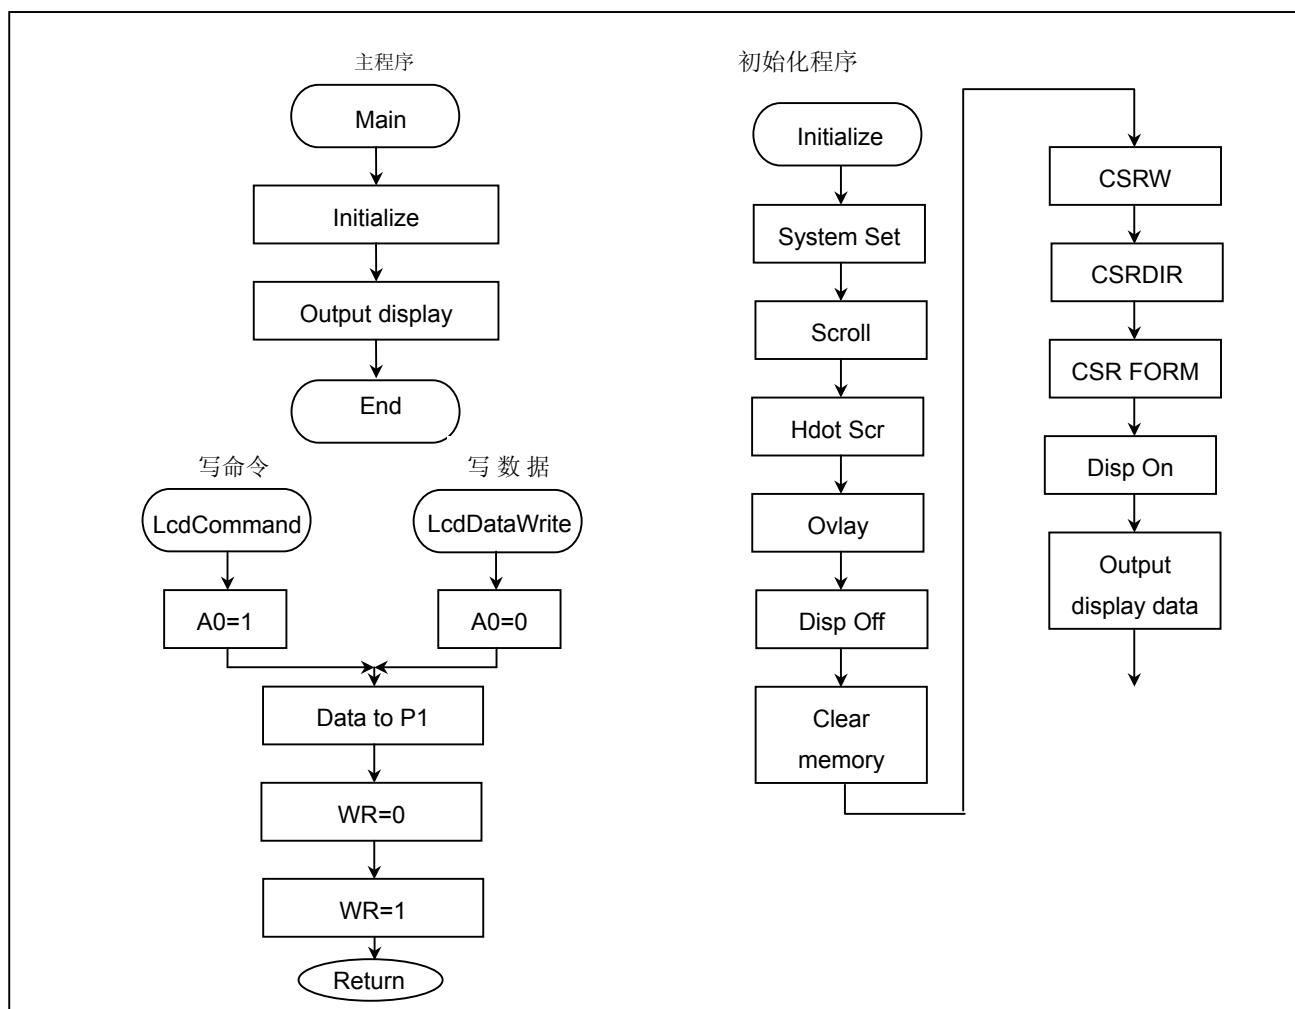 主程序
Main
Initialize
Output display
End
写命令
LcdCommand
A0=1
写 数 据
LcdDataWrite
A0=0
Data to P1
WR=0
WR=1
Return
初始化程序
Initialize
System Set
Scroll
Hdot Scr
Ovlay
Disp Off
Clear
memory
CSRW
CSRDIR
CSR FORM
Disp On
Output
display data